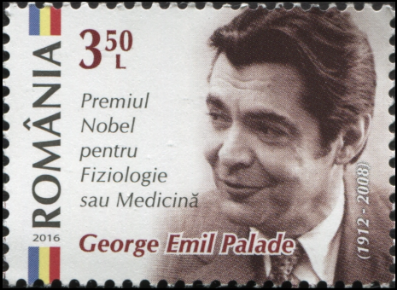 ROMÂNIA
2016
3.50
L
Premiul
Nobel
pentru
Fiziologie
sau Medicină
George Emil Palade
(1912 - 2008)